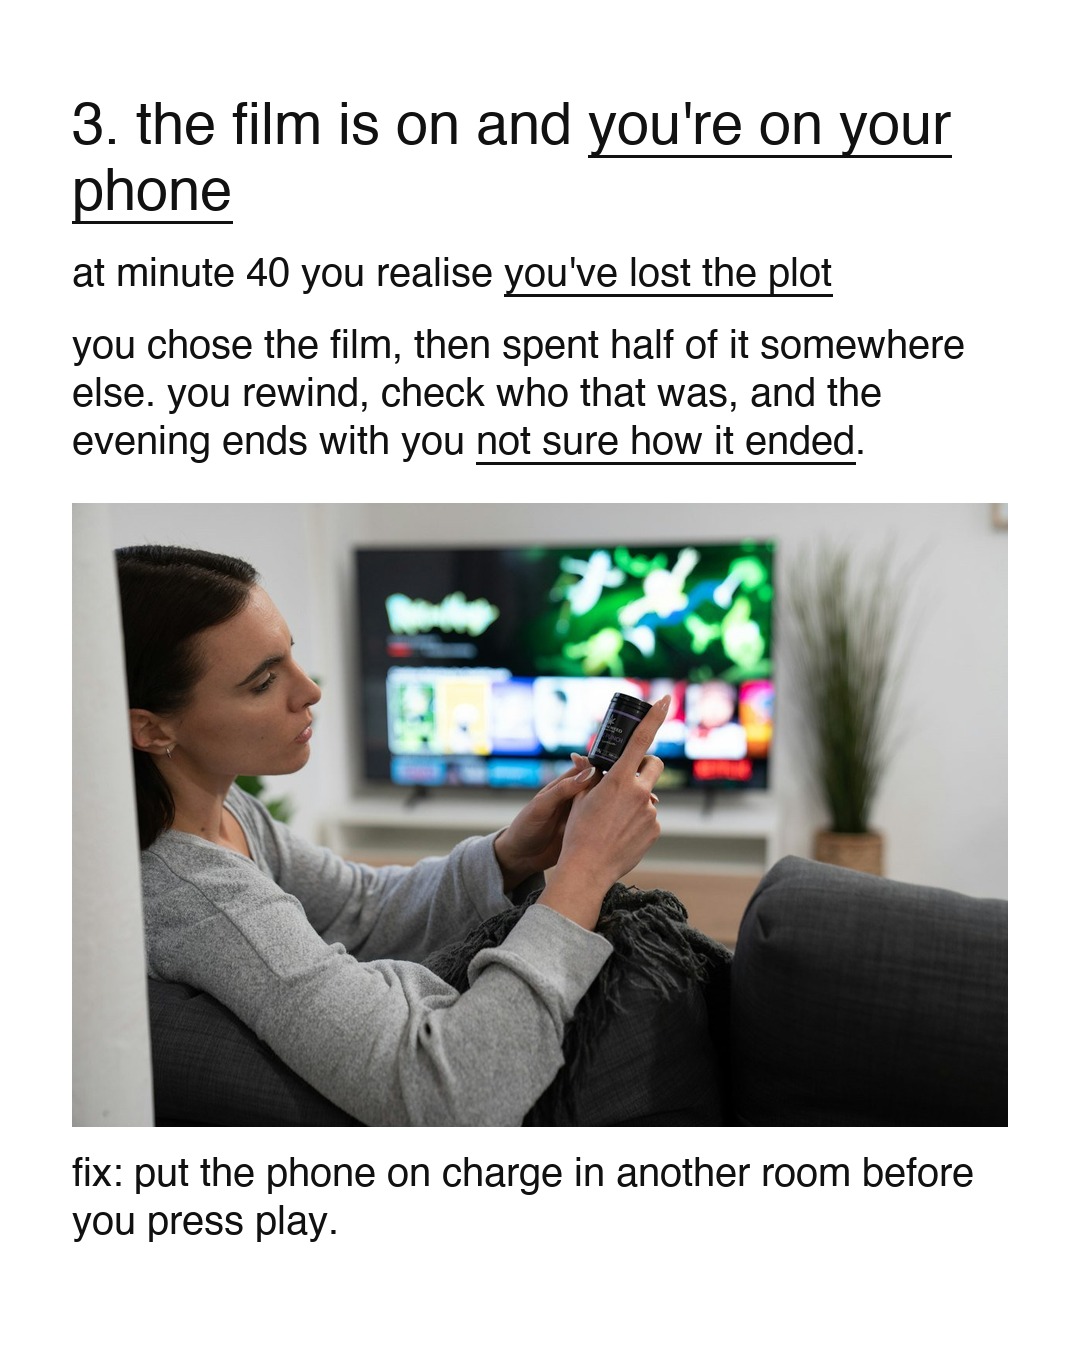 3. the film is on and you're on your
phone
at minute 40 you realise you've lost the plot
you chose the film, then spent half of it somewhere
else. you rewind, check who that was, and the
evening ends with you not sure how it ended.
fix: put the phone on charge in another room before
you press play.